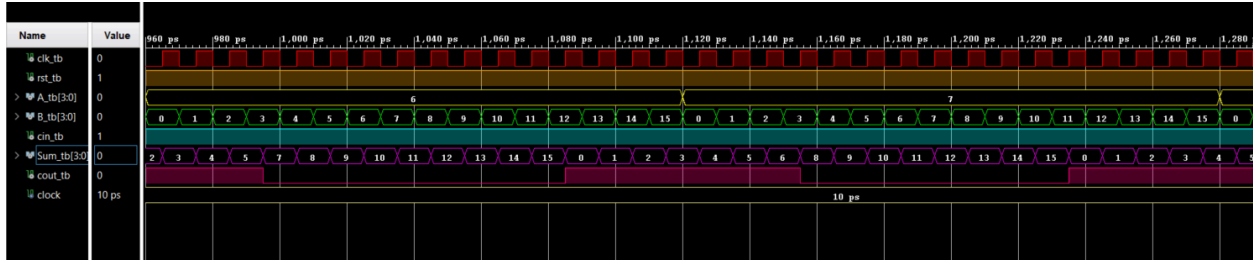 Name Value 960 ps 980 ps 1,000 ps 1,020 ps 1,040 ps 1,060 ps 1,080 ps 1,100 ps 1,120 ps 1,140 ps 1,160 ps 1,180 ps 1,200 ps 1,220 ps 1,240 ps 1,260 ps 1,280
clk_tb 0
rst_tb 1
A_tb[3:0] 0 6 7
B_tb[3:0] 0 0 1 2 3 4 5 6 7 8 9 10 11 12 13 14 15 0 1 2 3 4 5 6 7 8 9 10 11 12 13 14 15 0
cin_tb 1
Sum_tb[3:0] 0 2 3 4 5 7 8 9 10 11 12 13 14 15 0 1 2 3 4 5 6 8 9 10 11 12 13 14 15 0 1 2 3 4 5
cout_tb 0
clock 10 ps 10 ps